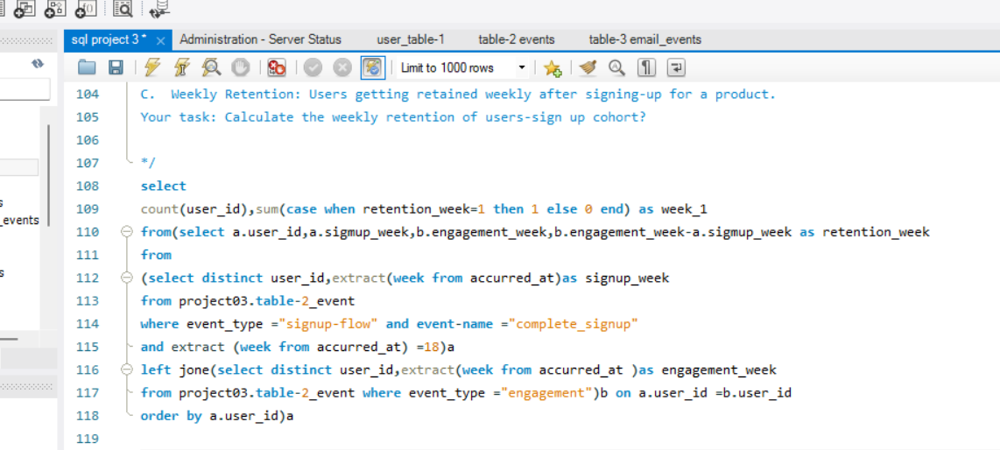 sql project 3* × Administration - Server Status user_table-1 table-2 events table-3 email_events
Limit to 1000 rows
104 C. Weekly Retention: Users getting retained weekly after signing-up for a product.
105 Your task: Calculate the weekly retention of users-sign up cohort?
106
107 */
108 select
109 count(user_id),sum(case when retention_week=1 then 1 else 0 end) as week_1
110 from(select a.user_id,a.sigmup_week,b.engagement_week,b.engagement_week-a.sigmup_week as retention_week
111 from
112 (select distinct user_id,extract(week from accurred_at)as signup_week
113 from project03.table-2_event
114 where event_type ="signup-flow" and event-name ="complete_signup"
115 and extract (week from accurred_at) =18)a
116 left jone(select distinct user_id,extract(week from accurred_at )as engagement_week
117 from project03.table-2_event where event_type ="engagement")b on a.user_id =b.user_id
118 order by a.user_id)a
119
s
_events
s